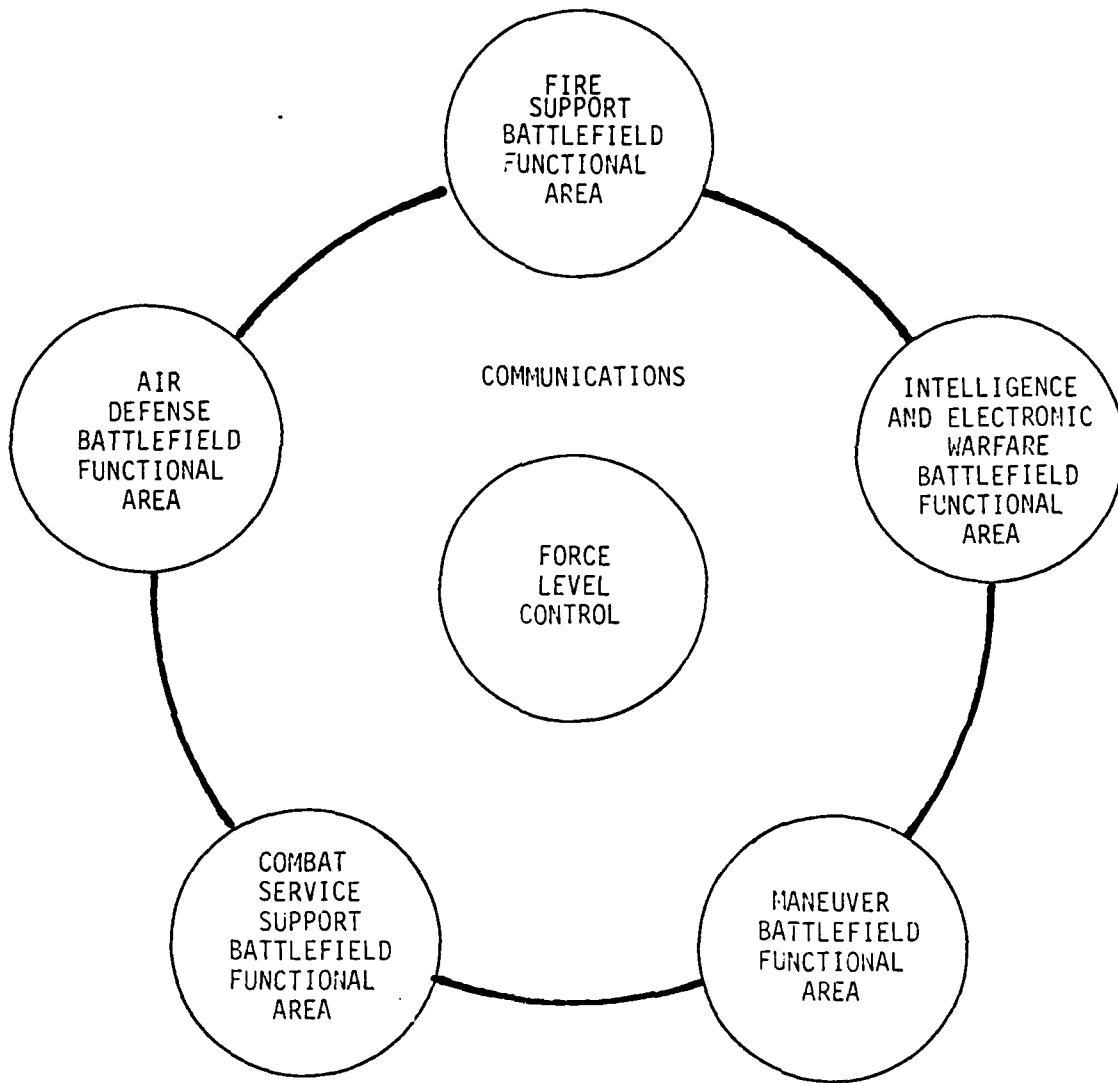 FIRE
SUPPORT
BATTLEFIELD
FUNCTIONAL
AREA
AIR
DEFENSE
BATTLEFIELD
FUNCTIONAL
AREA
COMMUNICATIONS
INTELLIGENCE
AND ELECTRONIC
WARFARE
BATTLEFIELD
FUNCTIONAL
AREA
FORCE
LEVEL
CONTROL
COMBAT
SERVICE
SUPPORT
BATTLEFIELD
FUNCTIONAL
AREA
MANEUVER
BATTLEFIELD
FUNCTIONAL
AREA